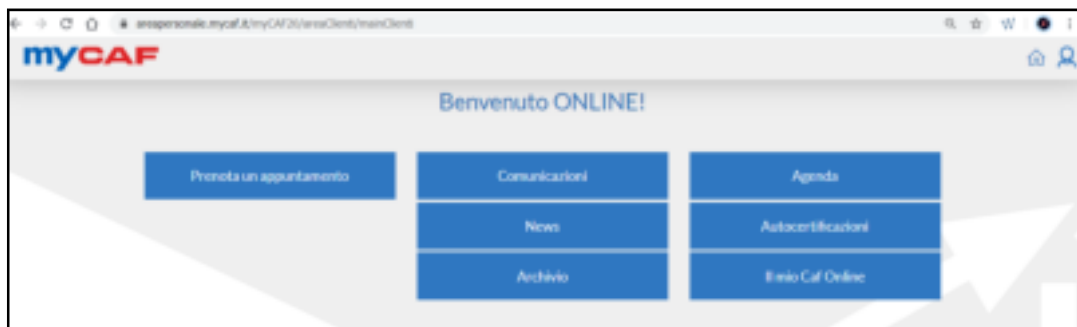 areapersonale.mycaf.it/myCAF20/areaClienti/mainClienti
myCAF
Benvenuto ONLINE!
Prenota un appuntamento
Comunicazioni
Agenda
News
Autocertificazioni
Archivio
Il mio Caf Online